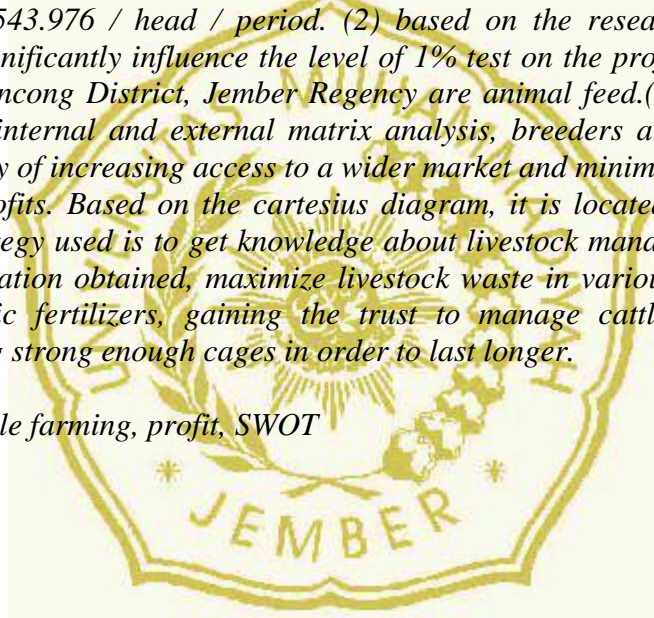 543.976 / head / period. (2) based on the resea
nificantly influence the level of 1% test on the prof
ncong District, Jember Regency are animal feed.(
internal and external matrix analysis, breeders a
y of increasing access to a wider market and minim
ofits. Based on the cartesius diagram, it is located
egy used is to get knowledge about livestock mana
ation obtained, maximize livestock waste in variou
ic fertilizers, gaining the trust to manage cattl
g strong enough cages in order to last longer.
le farming, profit, SWOT
UNIVERSITAS MUHAMMADIYAH
JEMBER